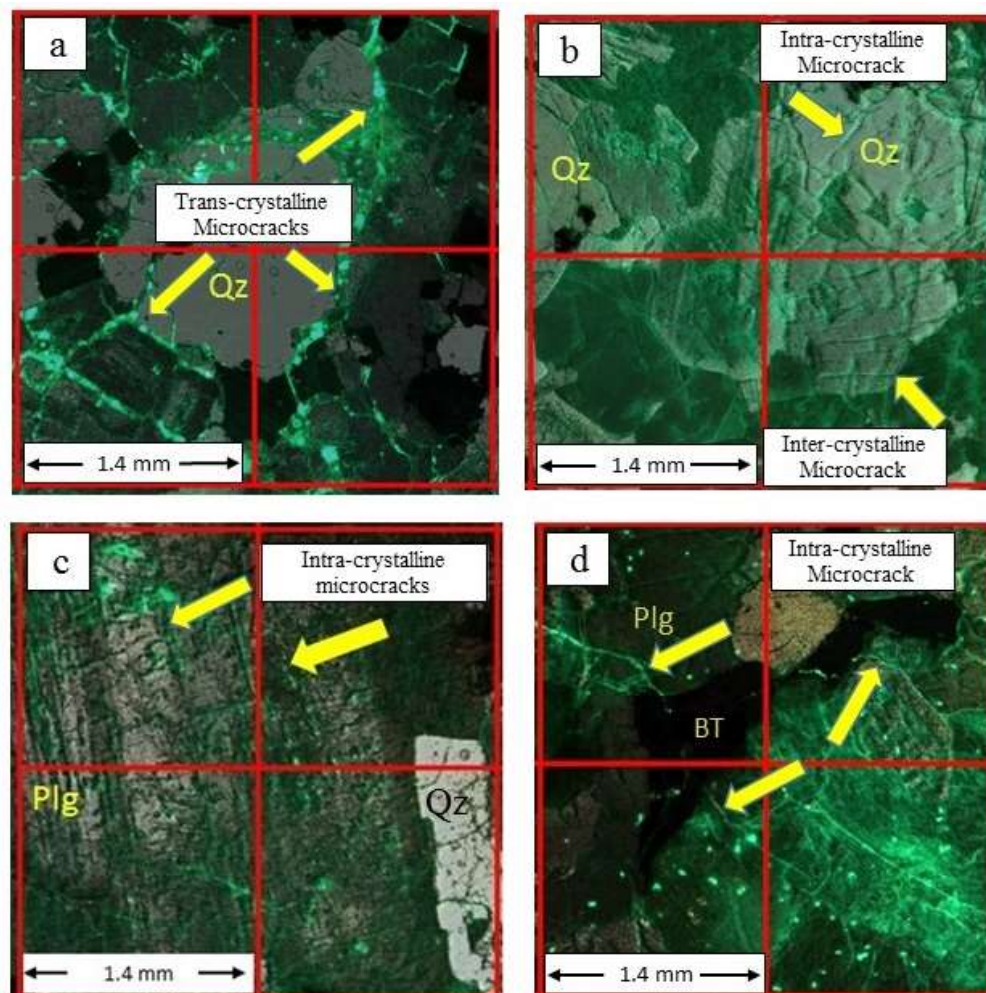 a
Trans-crystalline
Microcracks
Qz
1.4 mm
b
Intra-crystalline
Microcrack
Qz
Qz
Inter-crystalline
Microcrack
1.4 mm
c
Intra-crystalline
microcracks
Plg
Qz
1.4 mm
d
Intra-crystalline
Microcrack
Plg
BT
1.4 mm